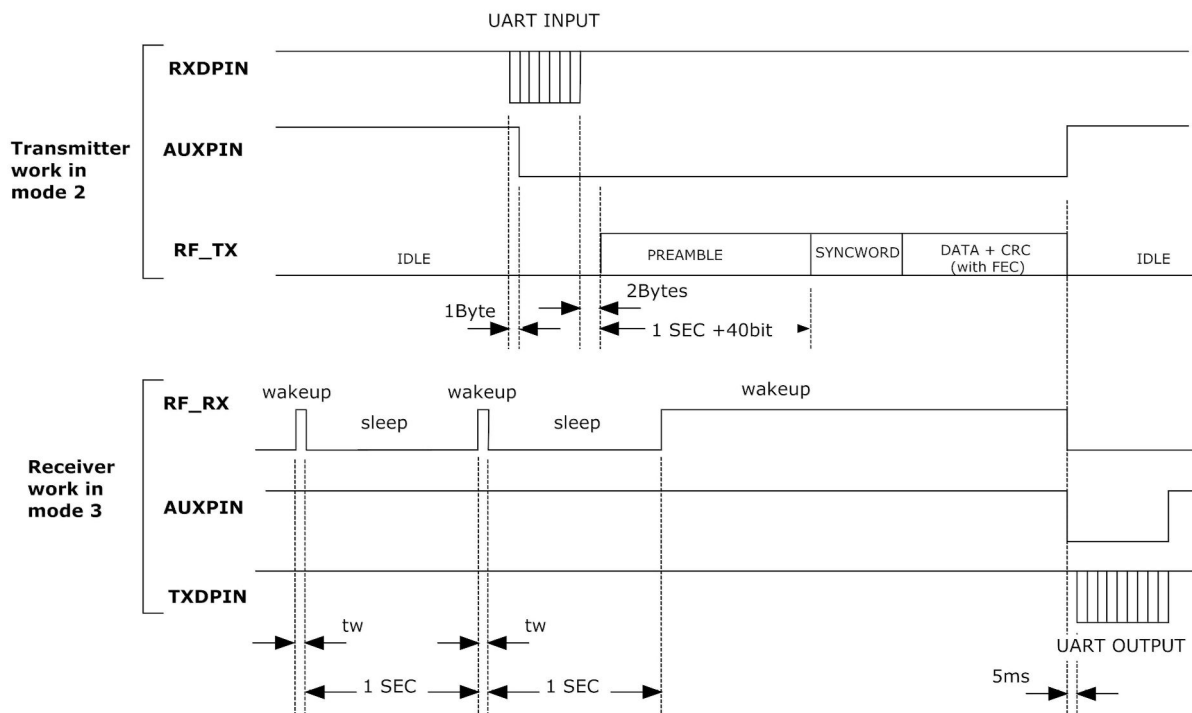 UART INPUT
RXDPIN
Transmitter
work in
mode 2
AUXPIN
RF_TX
IDLE
PREAMBLE
SYNCWORD
DATA + CRC
(with FEC)
IDLE
1Byte
2Bytes
1 SEC +40bit
wakeup
wakeup
wakeup
RF_RX
sleep
sleep
Receiver
work in
mode 3
AUXPIN
TXDPIN
tw
tw
UART OUTPUT
1 SEC
1 SEC
5ms